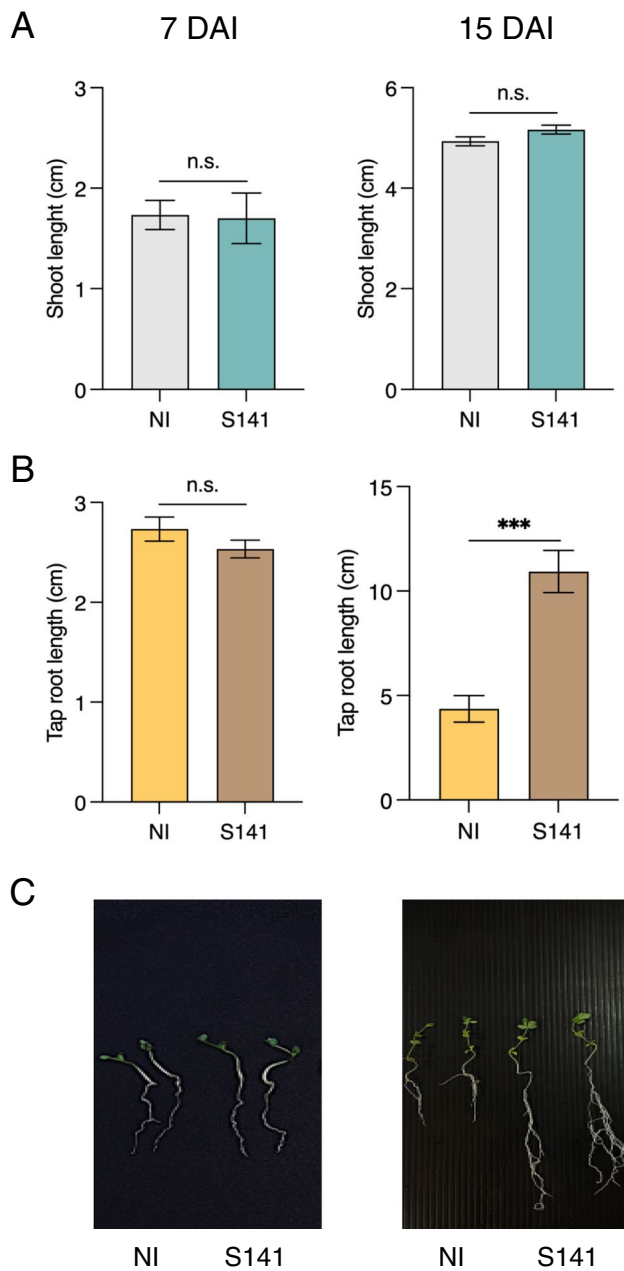 A
7 DAI
15 DAI
Shoot lenght (cm)
3
2
1
0
n.s.
NI
S141
Shoot lenght (cm)
6
4
2
0
n.s.
NI
S141
B
Tap root length (cm)
3
2
1
0
n.s.
NI
S141
Tap root length (cm)
15
10
5
0
***
NI
S141
C
NI
S141
NI
S141